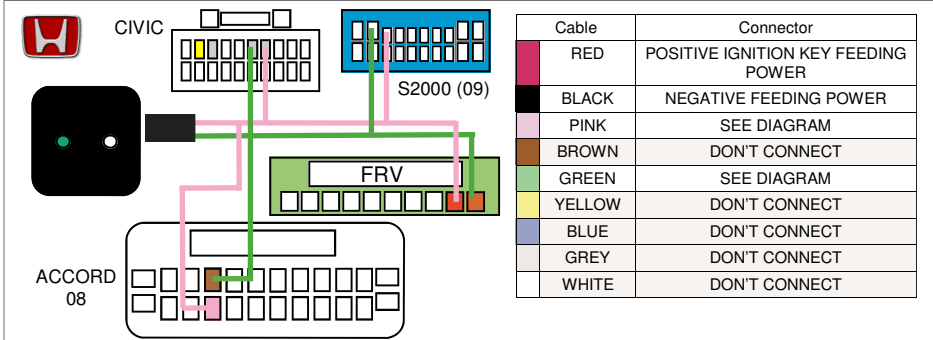 CIVIC
S2000 (09)
FRV
ACCORD
08
Cable Connector
RED POSITIVE IGNITION KEY FEEDING
POWER
BLACK NEGATIVE FEEDING POWER
PINK SEE DIAGRAM
BROWN DON'T CONNECT
GREEN SEE DIAGRAM
YELLOW DON'T CONNECT
BLUE DON'T CONNECT
GREY DON'T CONNECT
WHITE DON'T CONNECT